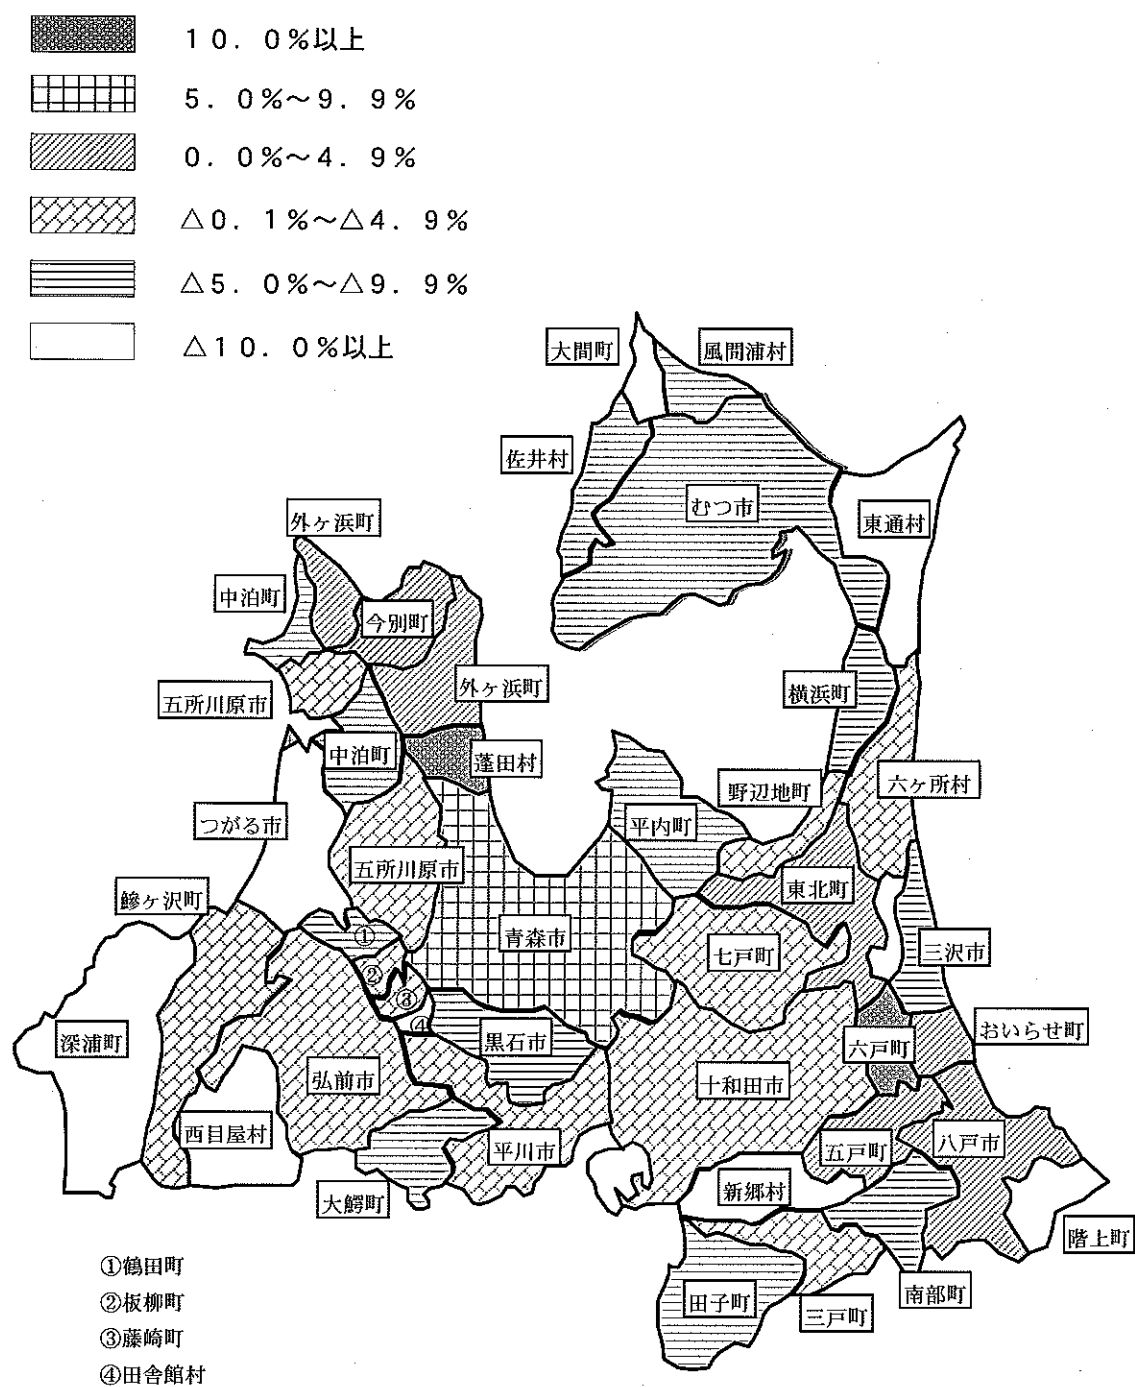 10.0%以上
5.0%～9.9%
0.0%～4.9%
△0.1%～△4.9%
△5.0%～△9.9%
△10.0%以上
大間町
風間浦村
佐井村
むつ市
東通村
外ヶ浜町
中泊町
今別町
五所川原市
外ヶ浜町
横浜町
中泊町
蓬田村
野辺地町
六ヶ所村
つがる市
平内町
五所川原市
東北町
鰺ヶ沢町
①
青森市
七戸町
三沢市
②
③
④
深浦町
黒石市
六戸町
おいらせ町
弘前市
十和田市
西目屋村
平川市
五戸町
八戸市
大鰐町
新郷村
階上町
①鶴田町
南部町
②板柳町
田子町
三戸町
③藤崎町
④田舎館村